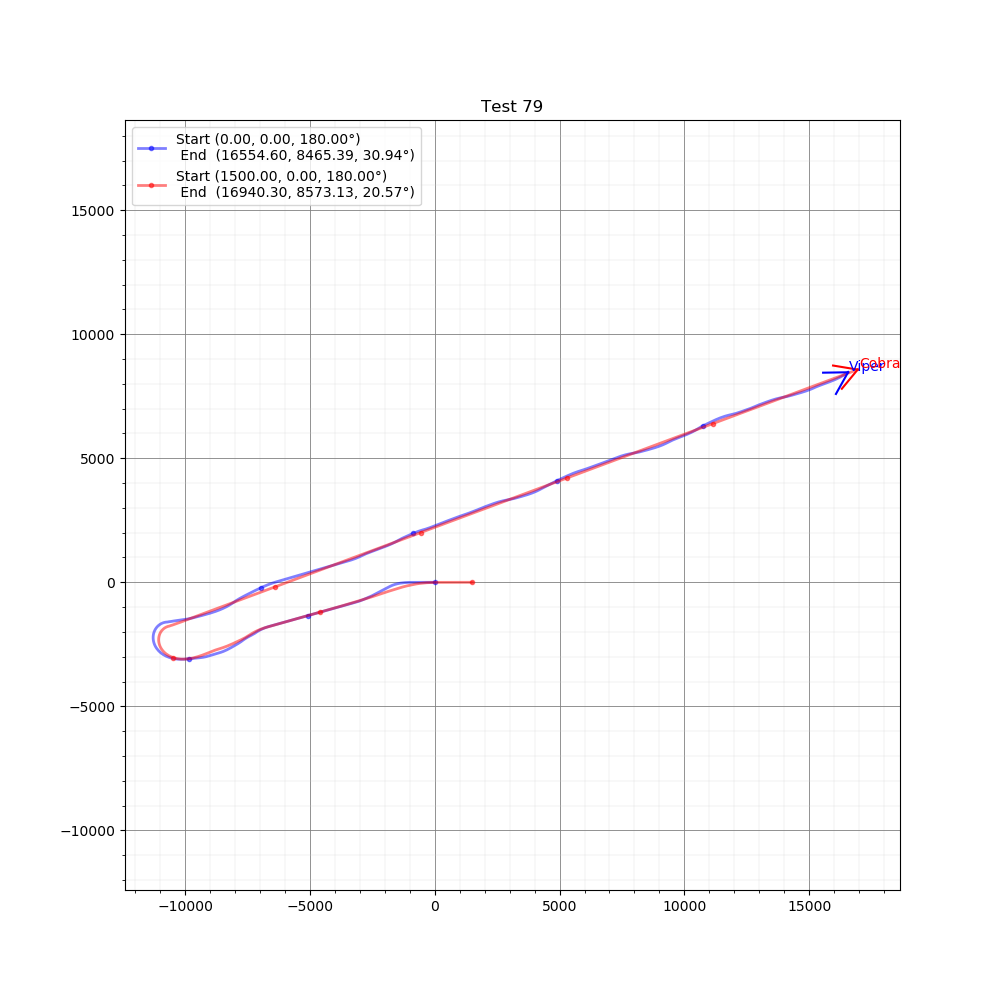 Test 79
Start (0.00, 0.00, 180.00°)
End  (16554.60, 8465.39, 30.94°)
Start (1500.00, 0.00, 180.00°)
End  (16940.30, 8573.13, 20.57°)
Cobra
Viper
15000
10000
5000
0
−5000
−10000
−10000 −5000 0 5000 10000 15000